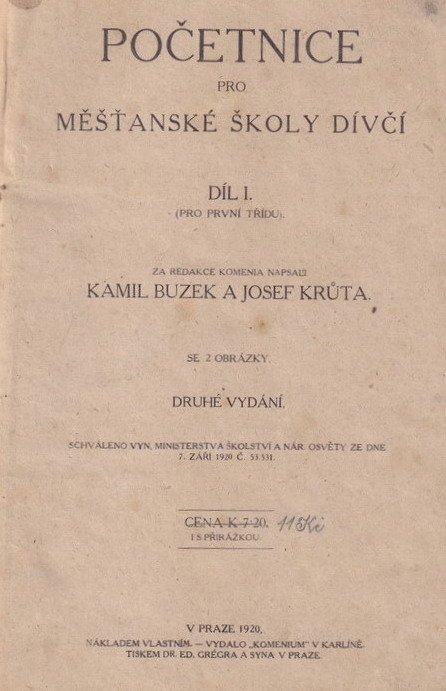 POČETNICE
PRO
MĚŠŤANSKÉ ŠKOLY DÍVČÍ
DÍL I.
(PRO PRVNÍ TŘÍDU).
ZA REDAKCE KOMENIA NAPSALI
KAMIL BUZEK A JOSEF KRŮTA.
SE 2 OBRÁZKY.
DRUHÉ VYDÁNÍ.
SCHVÁLENO VYN. MINISTERSTVA ŠKOLSTVÍ A NÁR. OSVĚTY ZE DNE
7. ZÁŘÍ 1920 Č. 53.531.
CENA K 7·20. 11 Kč
I S PŘIRÁŽKOU.
V PRAZE 1920.
NÁKLADEM VLASTNÍM. — VYDALO „KOMENIUM" V KARLÍNĚ.
TISKEM DR. ED. GRÉGRA A SYNA V PRAZE.